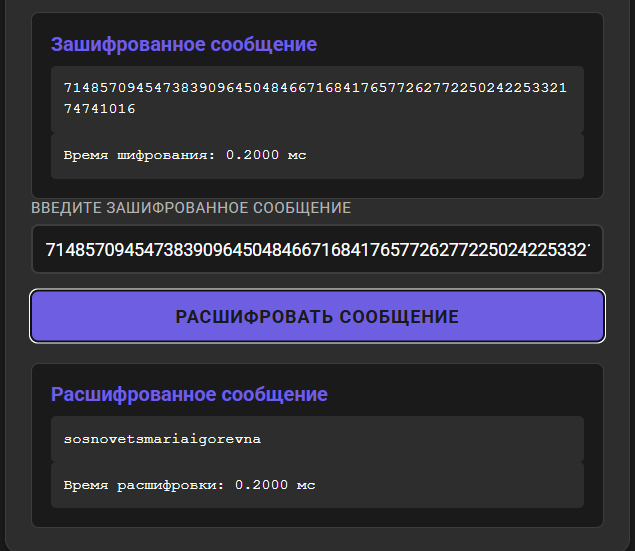 Зашифрованное сообщение
71485709454738390964504846671684176577262772250242253321
74741016
Время шифрования: 0.2000 мс
ВВЕДИТЕ ЗАШИФРОВАННОЕ СООБЩЕНИЕ
71485709454738390964504846671684176577262772250242253321
РАСШИФРОВАТЬ СООБЩЕНИЕ
Расшифрованное сообщение
sosnovetsmariaigorevna
Время расшифровки: 0.2000 мс